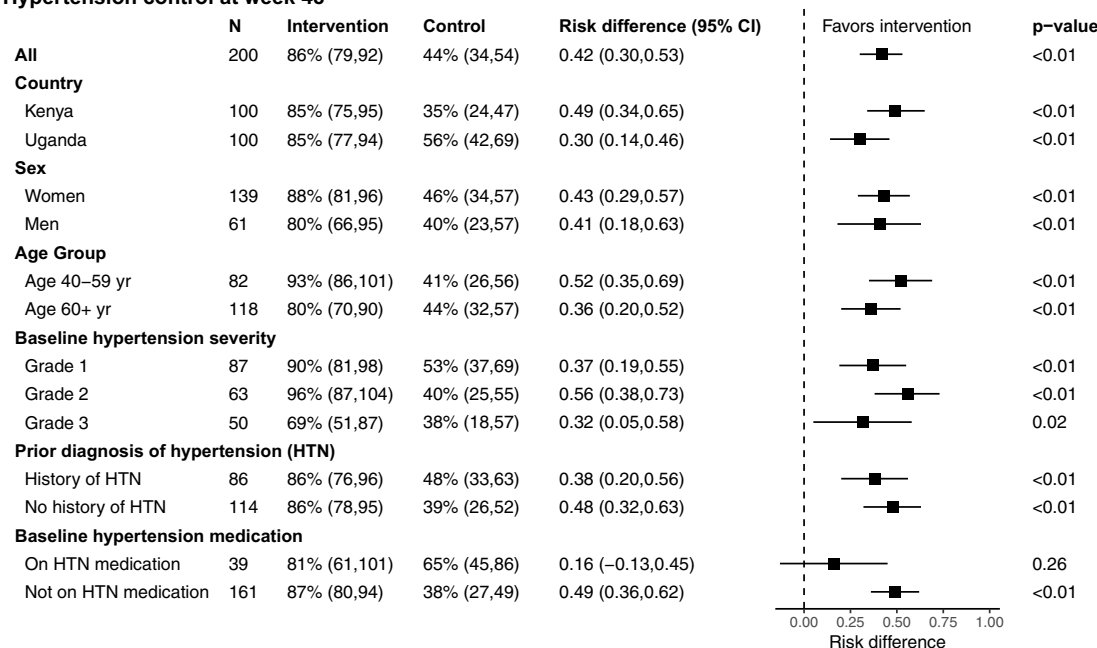 N Intervention Control Risk difference (95% CI) Favors intervention p−value
All 200 86% (79,92) 44% (34,54) 0.42 (0.30,0.53) <0.01
Country
Kenya 100 85% (75,95) 35% (24,47) 0.49 (0.34,0.65) <0.01
Uganda 100 85% (77,94) 56% (42,69) 0.30 (0.14,0.46) <0.01
Sex
Women 139 88% (81,96) 46% (34,57) 0.43 (0.29,0.57) <0.01
Men 61 80% (66,95) 40% (23,57) 0.41 (0.18,0.63) <0.01
Age Group
Age 40−59 yr 82 93% (86,101) 41% (26,56) 0.52 (0.35,0.69) <0.01
Age 60+ yr 118 80% (70,90) 44% (32,57) 0.36 (0.20,0.52) <0.01
Baseline hypertension severity
Grade 1 87 90% (81,98) 53% (37,69) 0.37 (0.19,0.55) <0.01
Grade 2 63 96% (87,104) 40% (25,55) 0.56 (0.38,0.73) <0.01
Grade 3 50 69% (51,87) 38% (18,57) 0.32 (0.05,0.58) 0.02
Prior diagnosis of hypertension (HTN)
History of HTN 86 86% (76,96) 48% (33,63) 0.38 (0.20,0.56) <0.01
No history of HTN 114 86% (78,95) 39% (26,52) 0.48 (0.32,0.63) <0.01
Baseline hypertension medication
On HTN medication 39 81% (61,101) 65% (45,86) 0.16 (−0.13,0.45) 0.26
Not on HTN medication 161 87% (80,94) 38% (27,49) 0.49 (0.36,0.62) <0.01
0.00 0.25 0.50 0.75 1.00
Risk difference